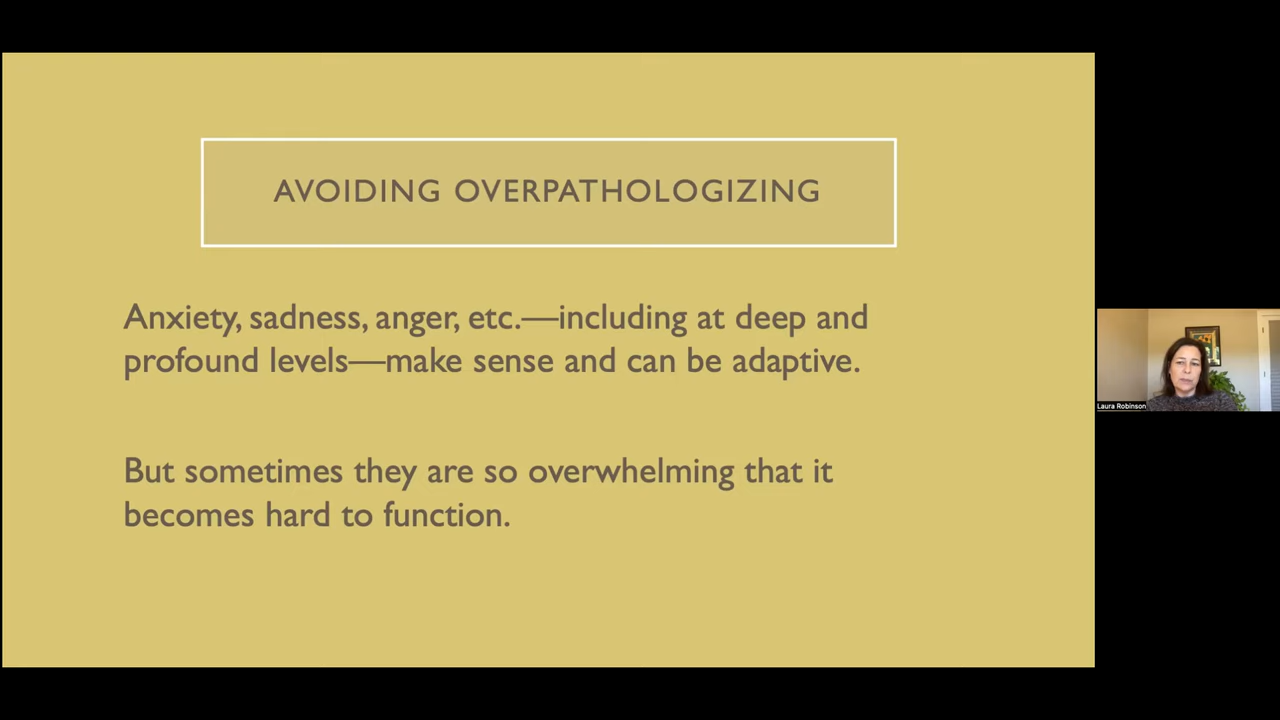 AVOIDING OVERPATHOLOGIZING
Anxiety, sadness, anger, etc.—including at deep and
profound levels—make sense and can be adaptive.
But sometimes they are so overwhelming that it
becomes hard to function.
Laura Robinson